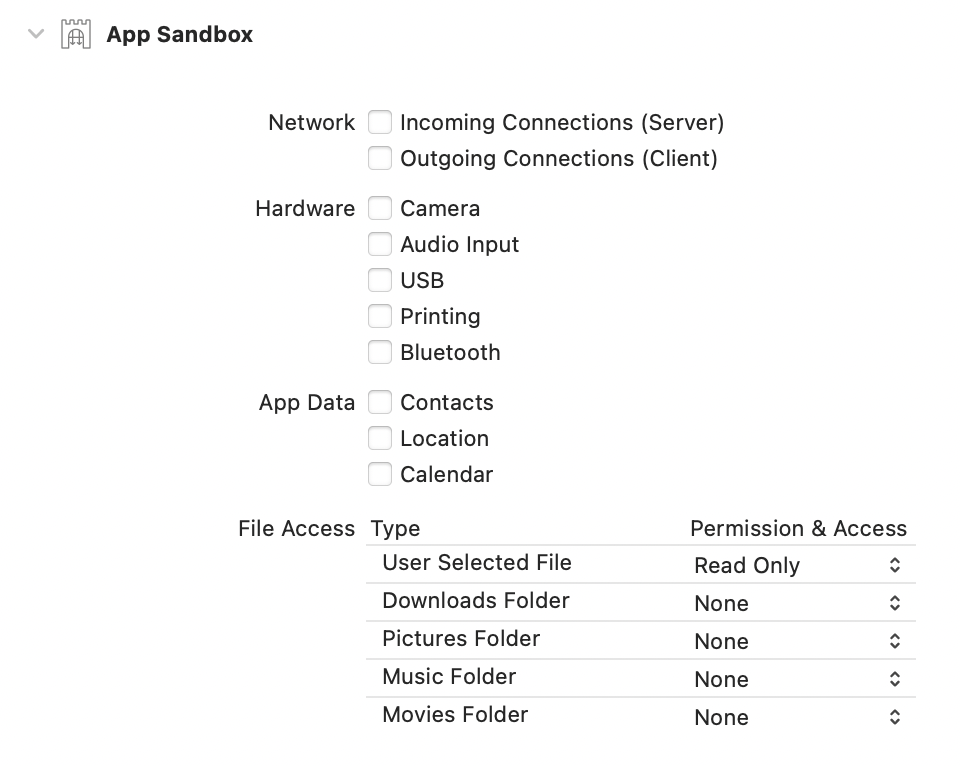 App Sandbox
Network Incoming Connections (Server)
Outgoing Connections (Client)
Hardware Camera
Audio Input
USB
Printing
Bluetooth
App Data Contacts
Location
Calendar
File Access Type Permission & Access
User Selected File Read Only
Downloads Folder None
Pictures Folder None
Music Folder None
Movies Folder None